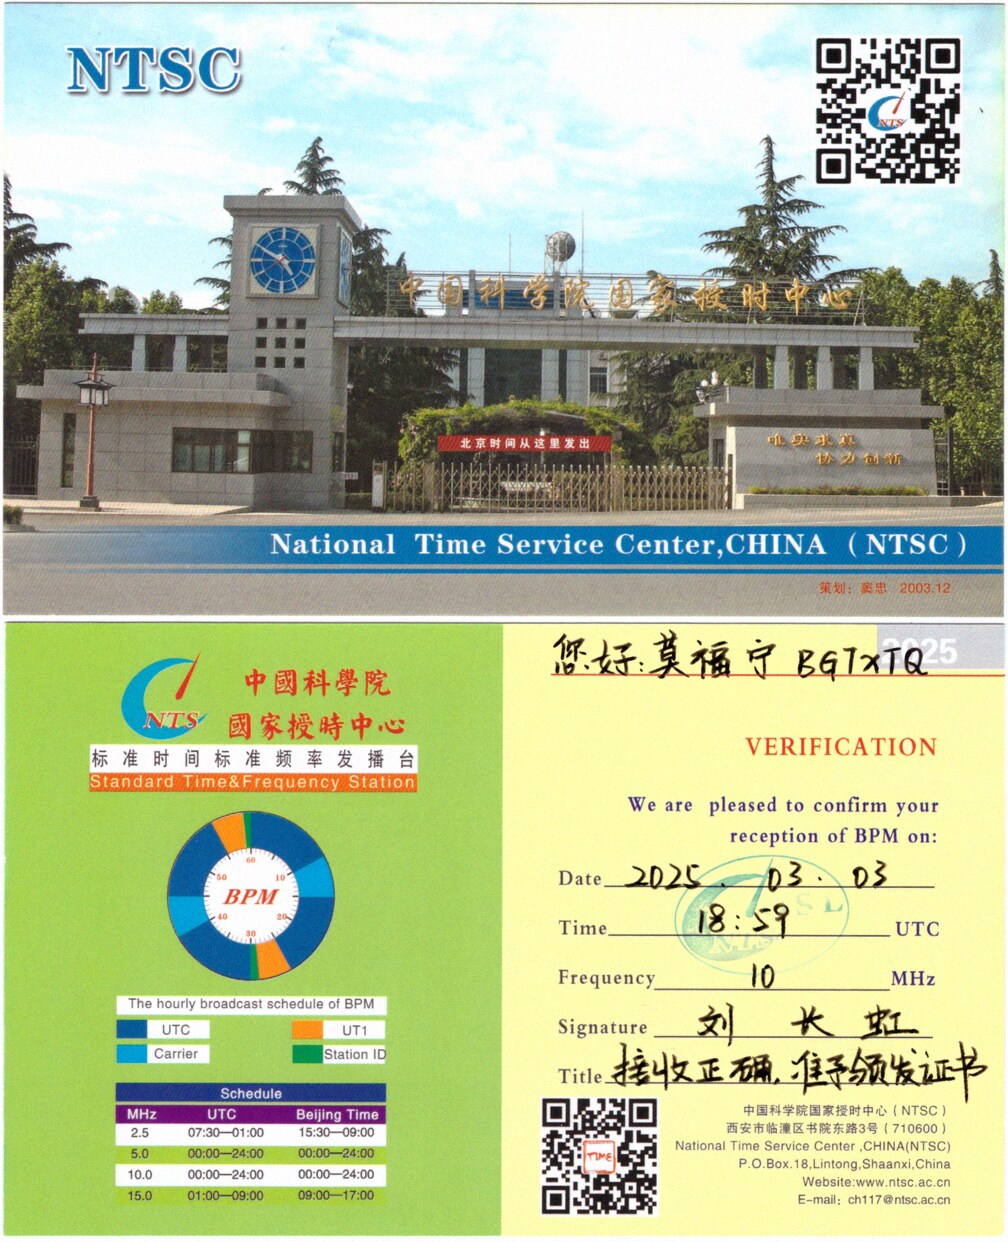 NTSC
NTS
中国科学院国家授时中心
北京时间从这里发出
唯实求真
协力创新
National Time Service Center,CHINA （NTSC）
策划：窦忠 2003.12
NTS
中國科學院
國家授時中心
标准时间标准频率发播台
Standard Time&Frequency Station
60
50 10
BPM
40 20
30
The hourly broadcast schedule of BPM
UTC UT1
Carrier Station ID
Schedule
MHz UTC Beijing Time
2.5 07:30—01:00 15:30—09:00
5.0 00:00—24:00 00:00—24:00
10.0 00:00—24:00 00:00—24:00
15.0 01:00—09:00 09:00—17:00
2025
您好:莫福宁 BG7XTQ
VERIFICATION
We are pleased to confirm your
reception of BPM on:
Date 2025. 03. 03
Time 18:59 UTC
Frequency 10 MHz
Signature 刘长虹
Title 接收正确,准予颁发证书
TIME
中国科学院国家授时中心（NTSC）
西安市临潼区书院东路3号（710600）
National Time Service Center ,CHINA(NTSC)
P.O.Box.18,Lintong,Shaanxi,China
Website:www.ntsc.ac.cn
E-mail：ch117@ntsc.ac.cn